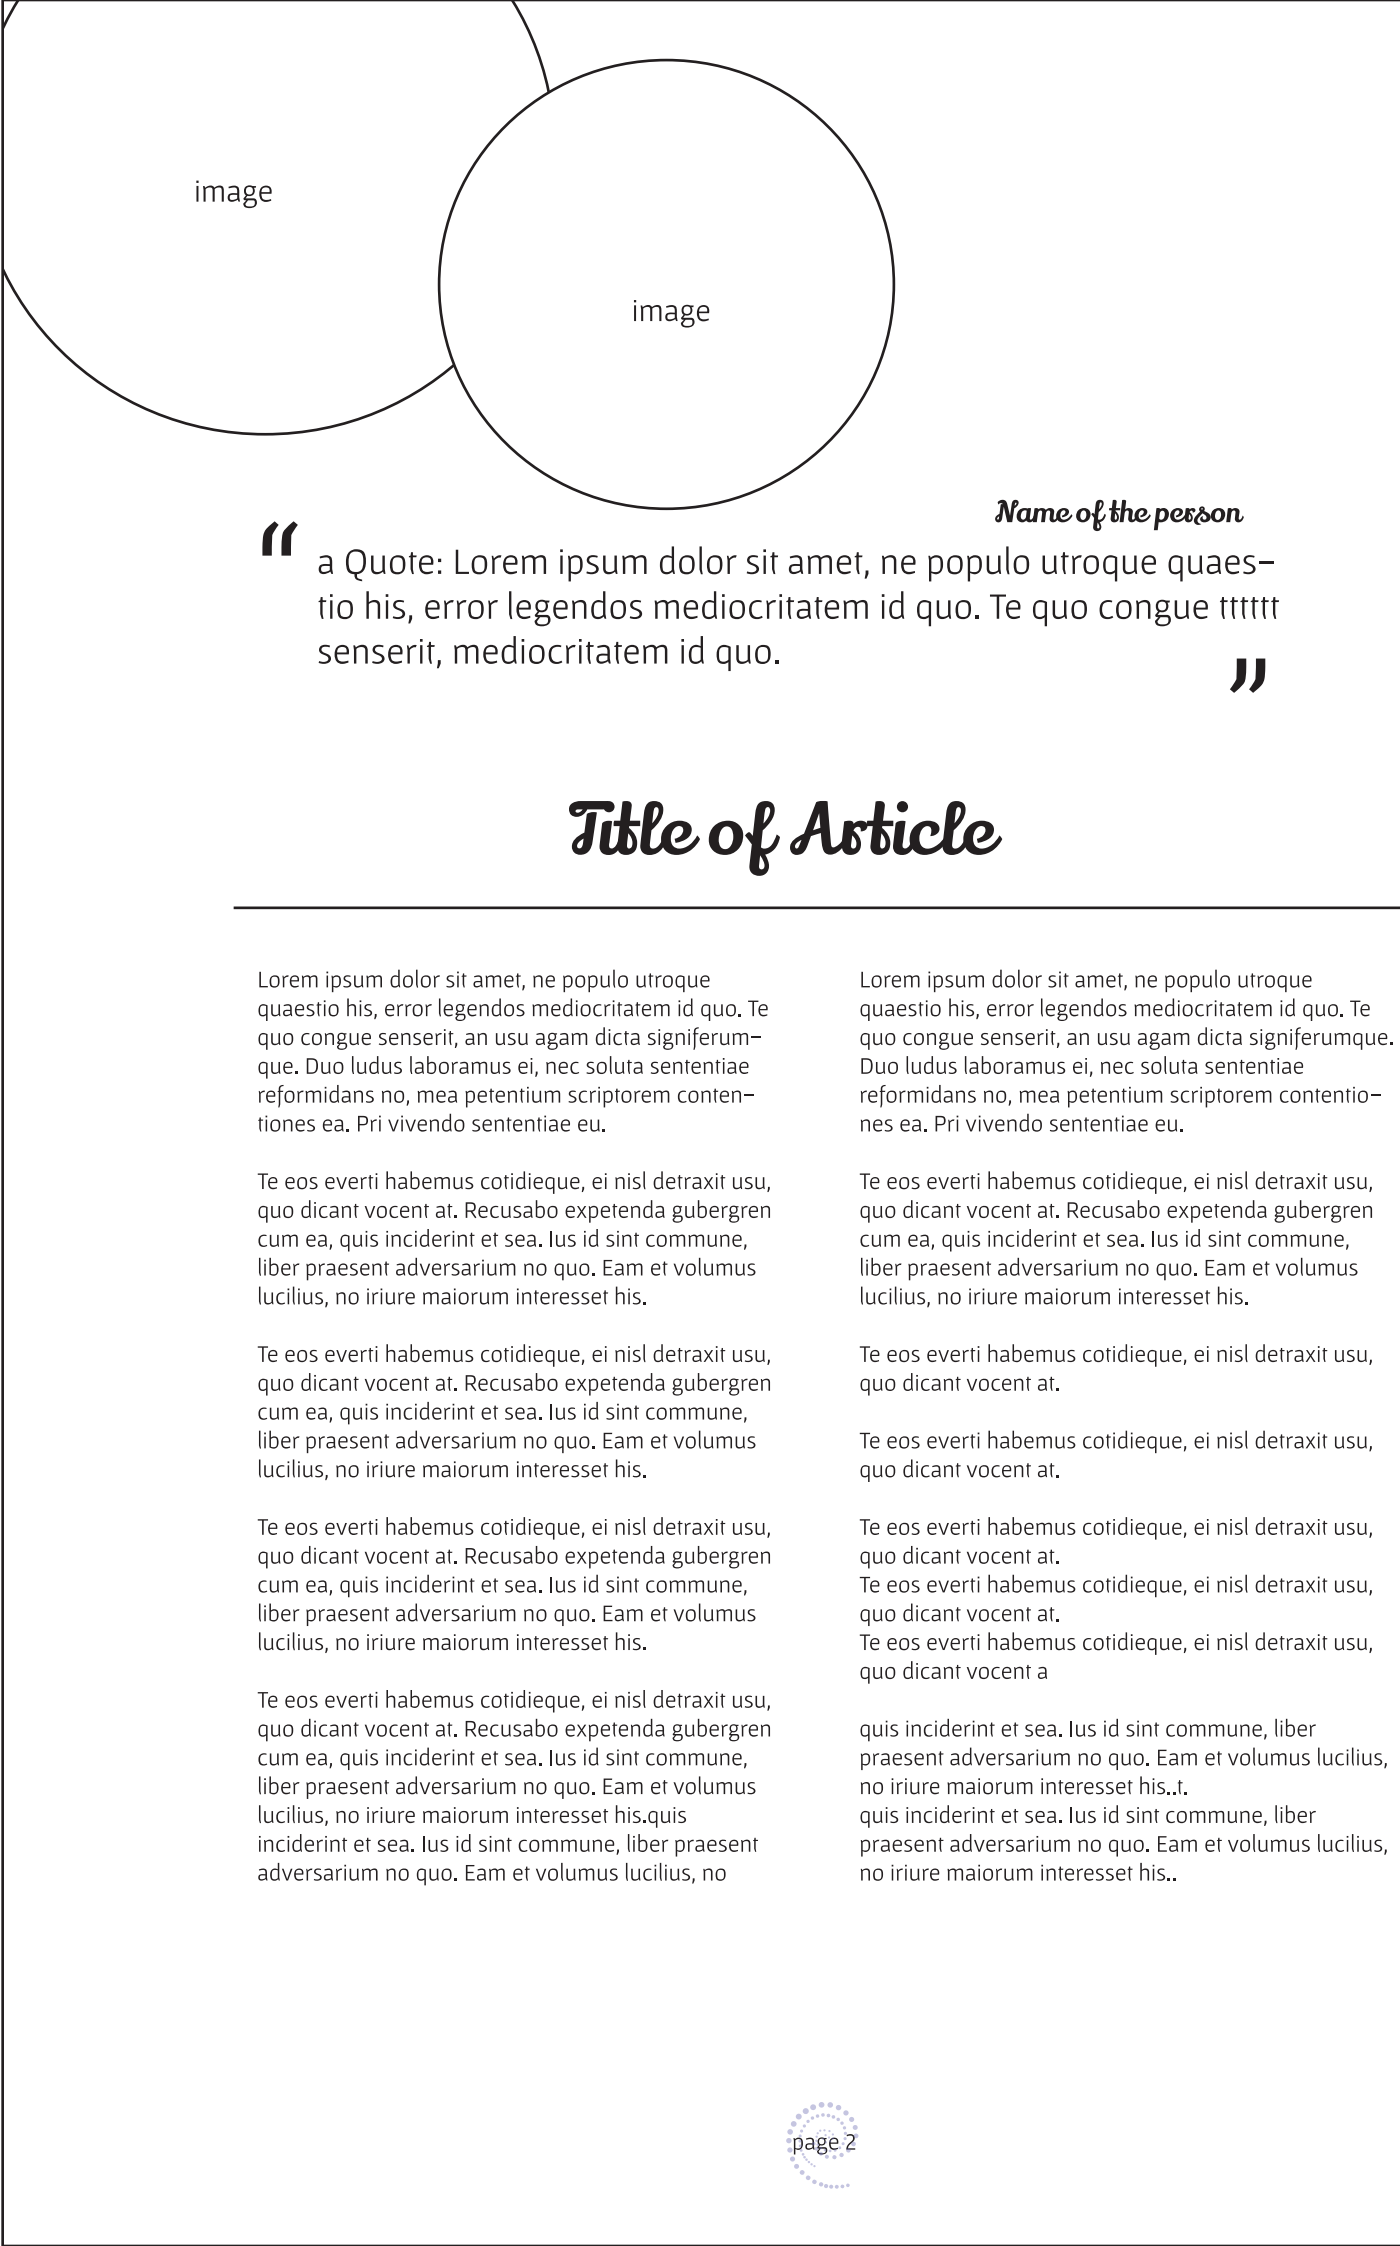 image
image
Name of the person
“ a Quote: Lorem ipsum dolor sit amet, ne populo utroque quaes-
tio his, error legendos mediocritatem id quo. Te quo congue tttttt
senserit, mediocritatem id quo.
”
Title of Article
Lorem ipsum dolor sit amet, ne populo utroque
quaestio his, error legendos mediocritatem id quo. Te
quo congue senserit, an usu agam dicta signiferum-
que. Duo ludus laboramus ei, nec soluta sententiae
reformidans no, mea petentium scriptorem conten-
tiones ea. Pri vivendo sententiae eu.
Te eos everti habemus cotidieque, ei nisl detraxit usu,
quo dicant vocent at. Recusabo expetenda gubergren
cum ea, quis inciderint et sea. Ius id sint commune,
liber praesent adversarium no quo. Eam et volumus
lucilius, no iriure maiorum interesset his.
Te eos everti habemus cotidieque, ei nisl detraxit usu,
quo dicant vocent at. Recusabo expetenda gubergren
cum ea, quis inciderint et sea. Ius id sint commune,
liber praesent adversarium no quo. Eam et volumus
lucilius, no iriure maiorum interesset his.
Te eos everti habemus cotidieque, ei nisl detraxit usu,
quo dicant vocent at. Recusabo expetenda gubergren
cum ea, quis inciderint et sea. Ius id sint commune,
liber praesent adversarium no quo. Eam et volumus
lucilius, no iriure maiorum interesset his.
Te eos everti habemus cotidieque, ei nisl detraxit usu,
quo dicant vocent at. Recusabo expetenda gubergren
cum ea, quis inciderint et sea. Ius id sint commune,
liber praesent adversarium no quo. Eam et volumus
lucilius, no iriure maiorum interesset his.quis
inciderint et sea. Ius id sint commune, liber praesent
adversarium no quo. Eam et volumus lucilius, no
Lorem ipsum dolor sit amet, ne populo utroque
quaestio his, error legendos mediocritatem id quo. Te
quo congue senserit, an usu agam dicta signiferumque.
Duo ludus laboramus ei, nec soluta sententiae
reformidans no, mea petentium scriptorem contentio-
nes ea. Pri vivendo sententiae eu.
Te eos everti habemus cotidieque, ei nisl detraxit usu,
quo dicant vocent at. Recusabo expetenda gubergren
cum ea, quis inciderint et sea. Ius id sint commune,
liber praesent adversarium no quo. Eam et volumus
lucilius, no iriure maiorum interesset his.
Te eos everti habemus cotidieque, ei nisl detraxit usu,
quo dicant vocent at.
Te eos everti habemus cotidieque, ei nisl detraxit usu,
quo dicant vocent at.
Te eos everti habemus cotidieque, ei nisl detraxit usu,
quo dicant vocent at.
Te eos everti habemus cotidieque, ei nisl detraxit usu,
quo dicant vocent at.
Te eos everti habemus cotidieque, ei nisl detraxit usu,
quo dicant vocent a
quis inciderint et sea. Ius id sint commune, liber
praesent adversarium no quo. Eam et volumus lucilius,
no iriure maiorum interesset his..t.
quis inciderint et sea. Ius id sint commune, liber
praesent adversarium no quo. Eam et volumus lucilius,
no iriure maiorum interesset his..
page 2